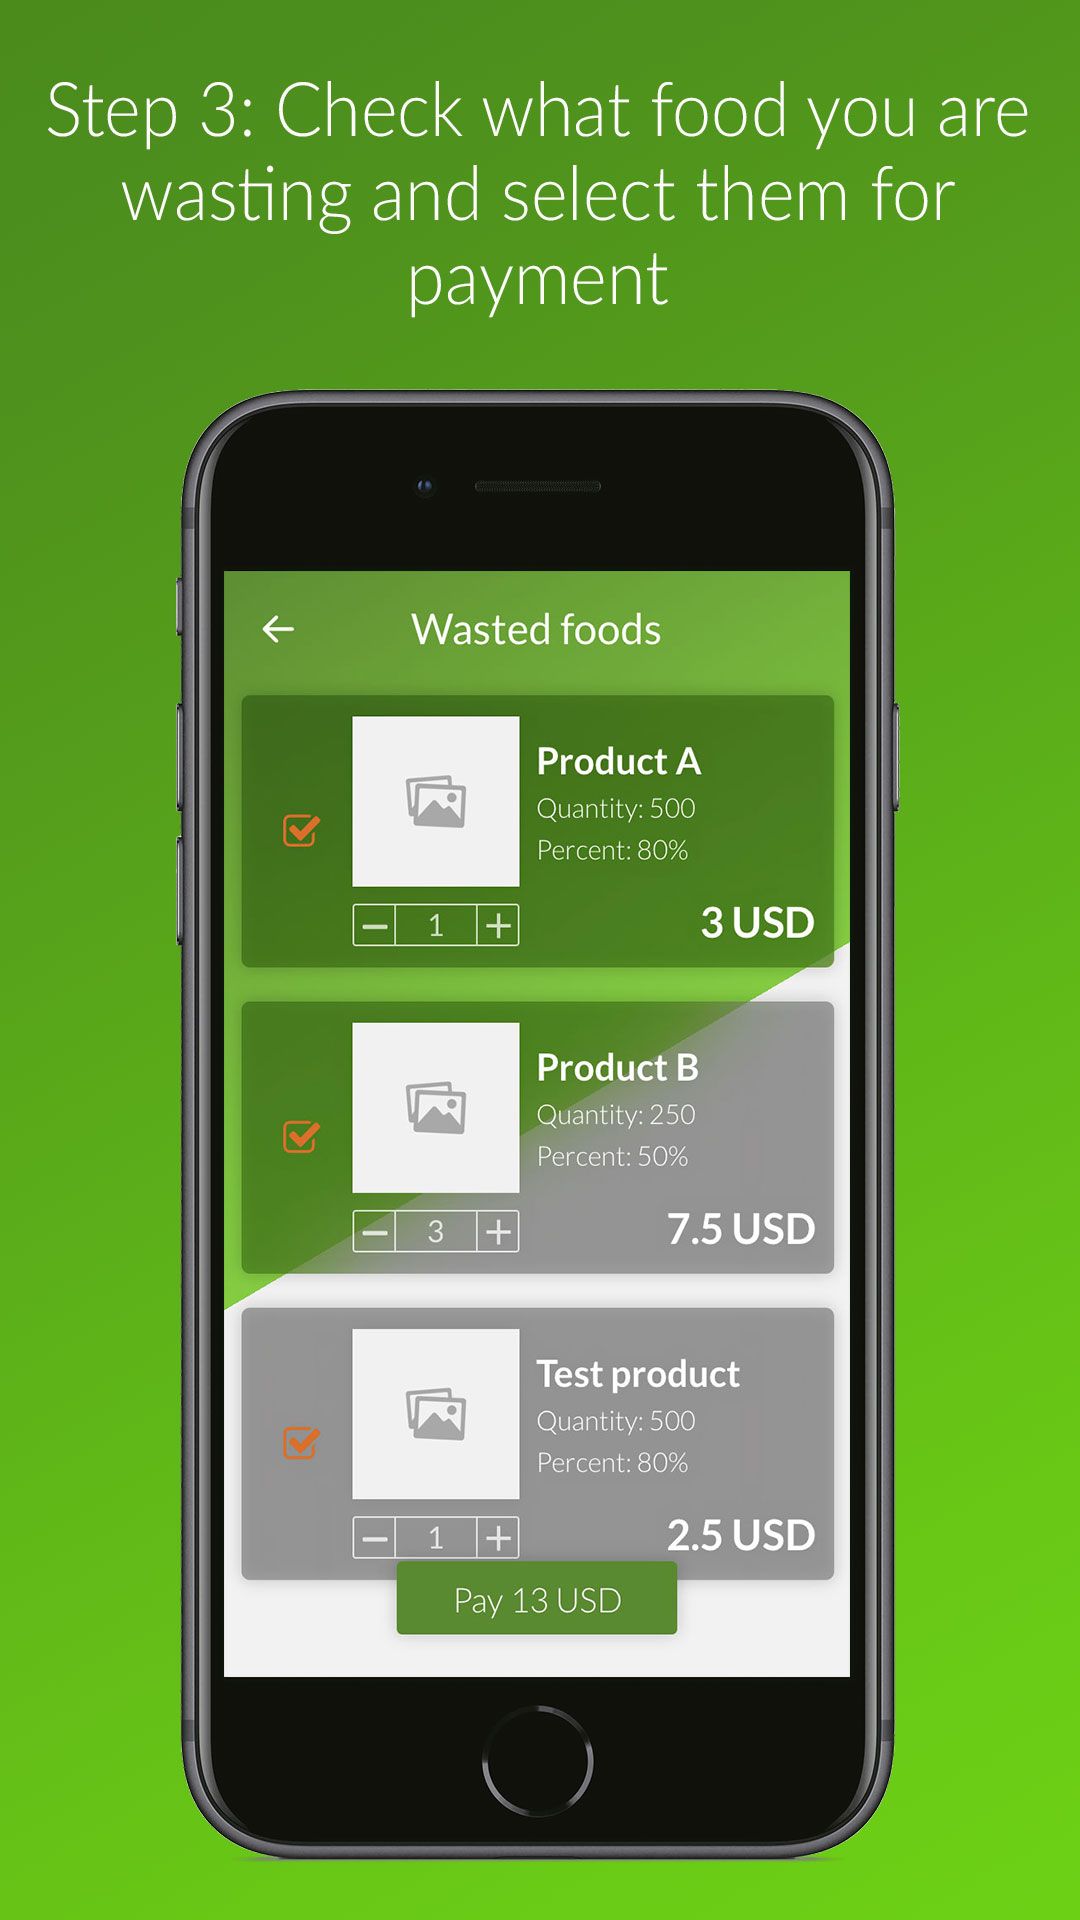 Step 3: Check what food you are
wasting and select them for
payment
Wasted foods
Product A
Quantity: 500
Percent: 80%
1
3 USD
Product B
Quantity: 250
Percent: 50%
3
7.5 USD
Test product
Quantity: 500
Percent: 80%
1
2.5 USD
Pay 13 USD